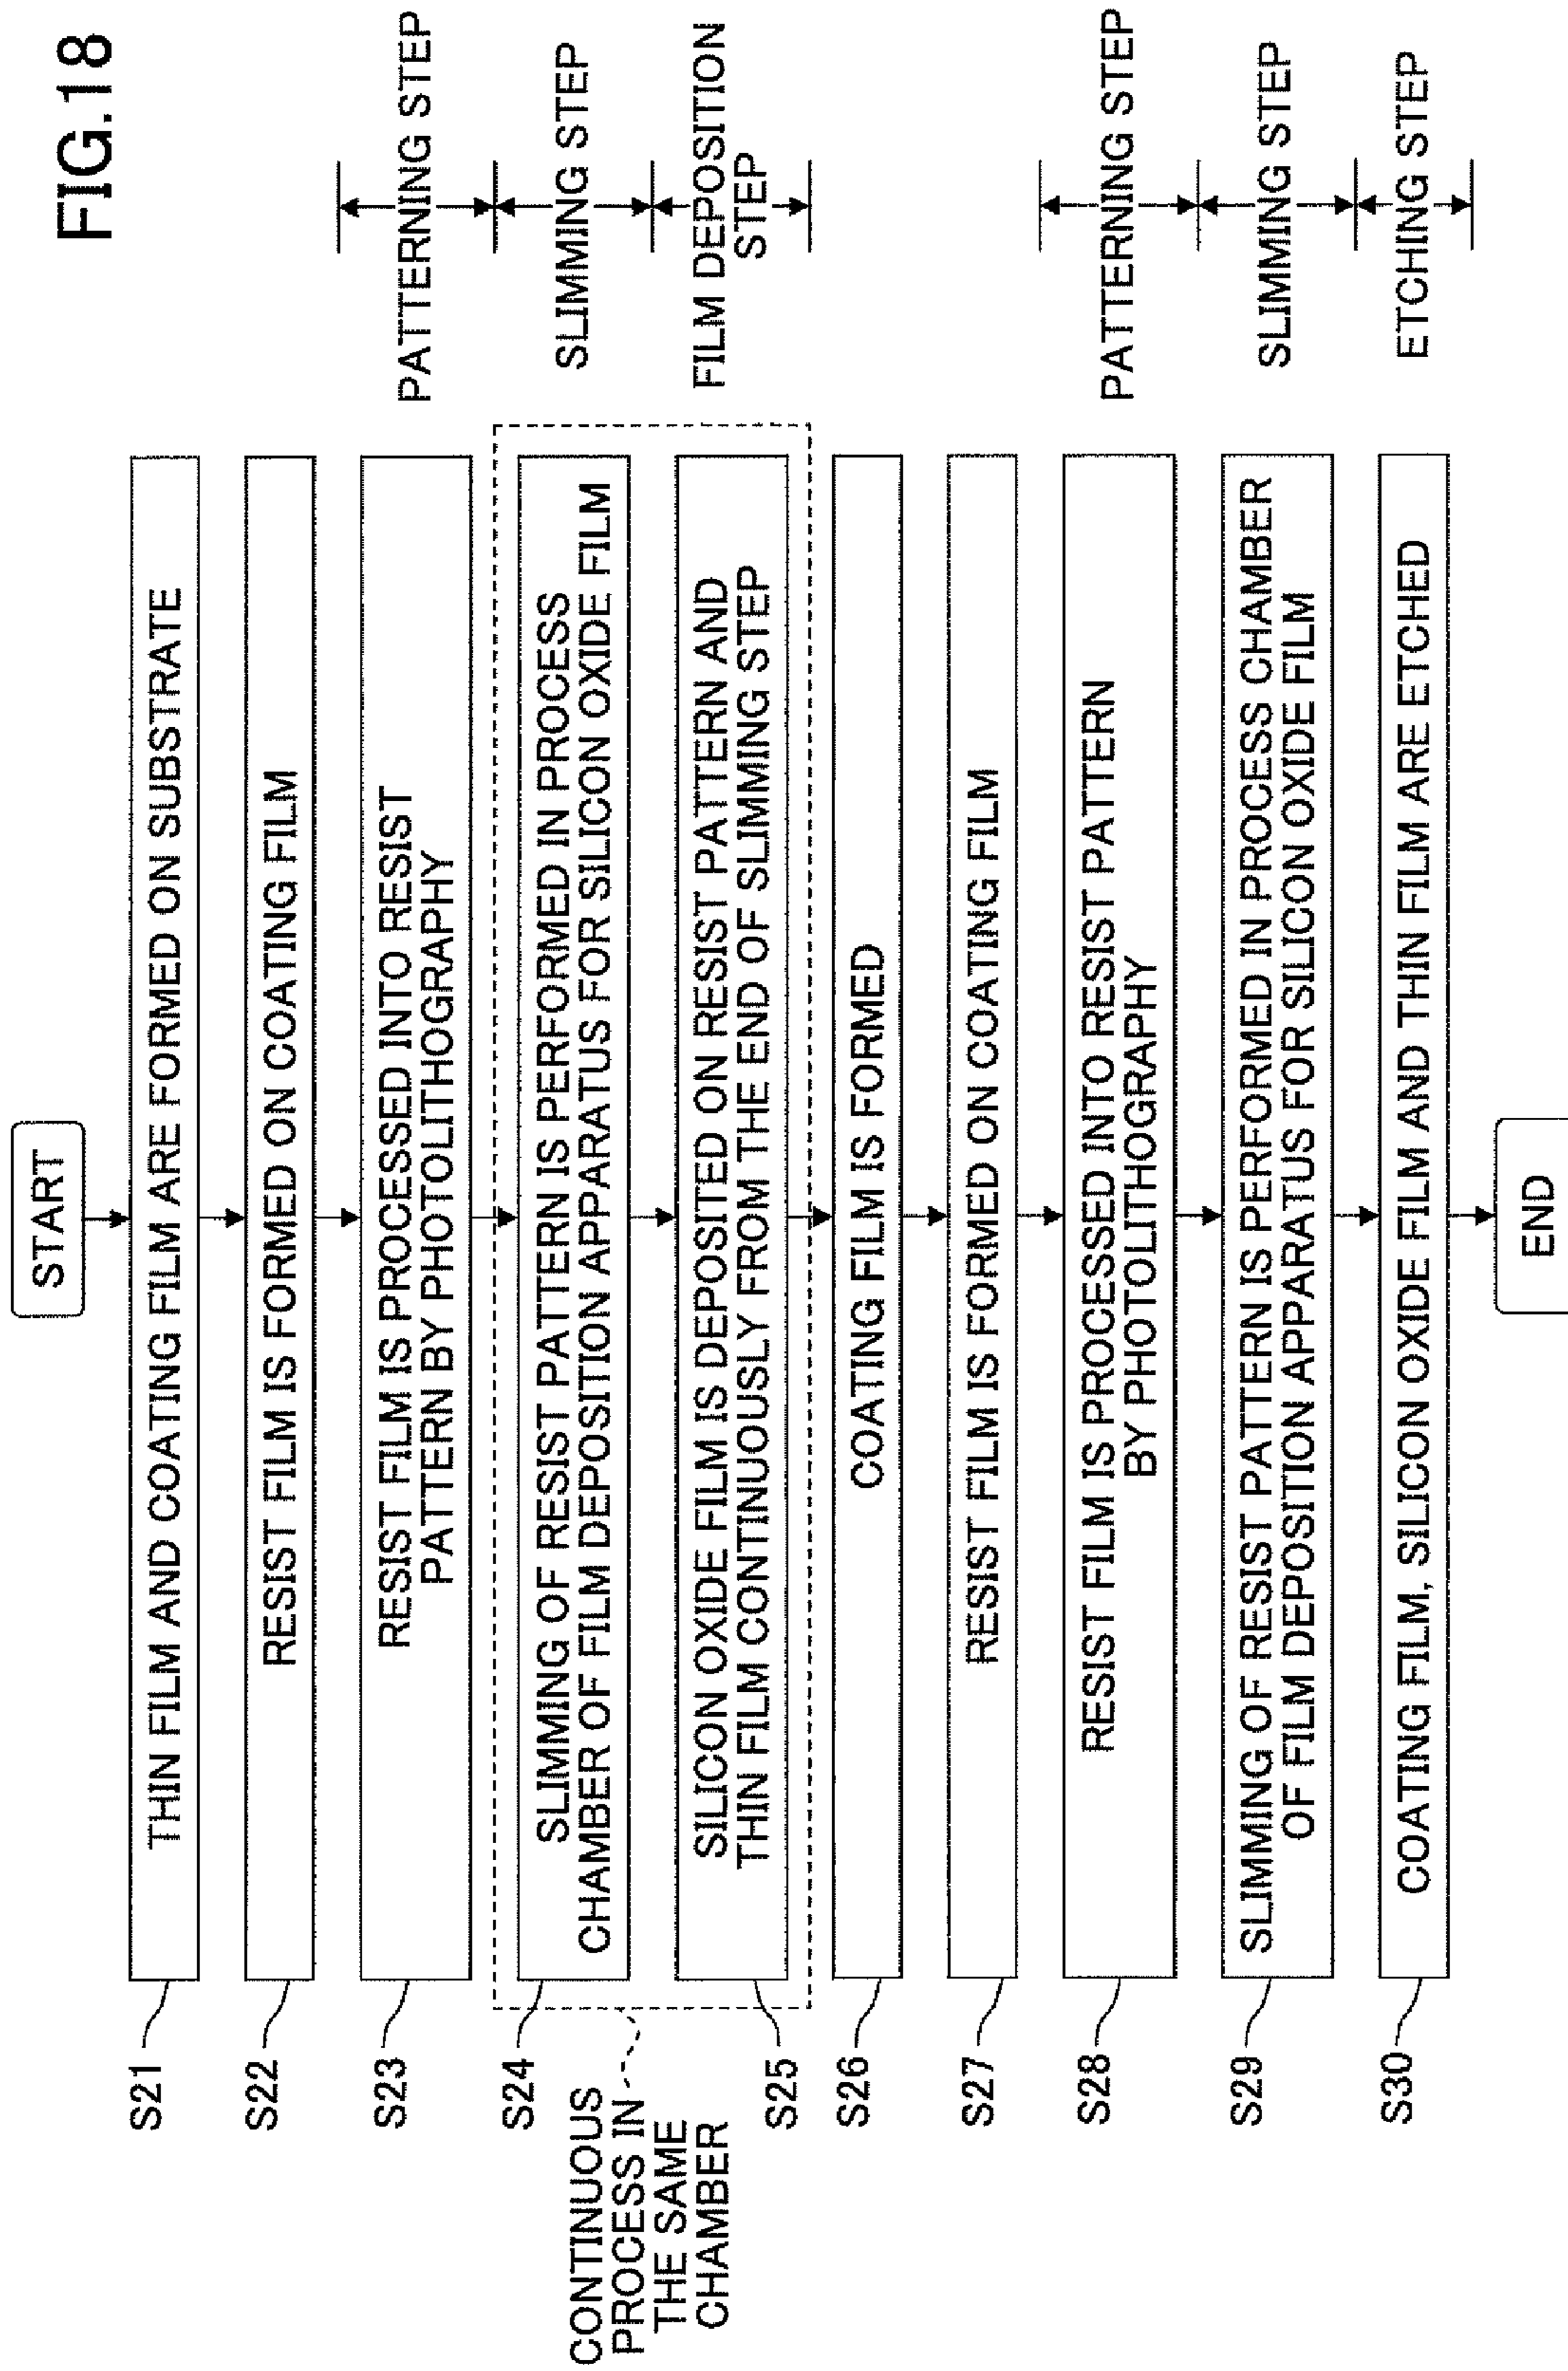 FIG.18
START
S21
THIN FILM AND COATING FILM ARE FORMED ON SUBSTRATE
S22
RESIST FILM IS FORMED ON COATING FILM
S23
RESIST FILM IS PROCESSED INTO RESIST
PATTERN BY PHOTOLITHOGRAPHY
PATTERNING STEP
CONTINUOUS
PROCESS IN
THE SAME
CHAMBER
S24
SLIMMING OF RESIST PATTERN IS PERFORMED IN PROCESS
CHAMBER OF FILM DEPOSITION APPARATUS FOR SILICON OXIDE FILM
SLIMMING STEP
S25
SILICON OXIDE FILM IS DEPOSITED ON RESIST PATTERN AND
THIN FILM CONTINUOUSLY FROM THE END OF SLIMMING STEP
FILM DEPOSITION
STEP
S26
COATING FILM IS FORMED
S27
RESIST FILM IS FORMED ON COATING FILM
S28
RESIST FILM IS PROCESSED INTO RESIST PATTERN
BY PHOTOLITHOGRAPHY
PATTERNING STEP
S29
SLIMMING OF RESIST PATTERN IS PERFORMED IN PROCESS CHAMBER
OF FILM DEPOSITION APPARATUS FOR SILICON OXIDE FILM
SLIMMING STEP
S30
COATING FILM, SILICON OXIDE FILM AND THIN FILM ARE ETCHED
ETCHING STEP
END